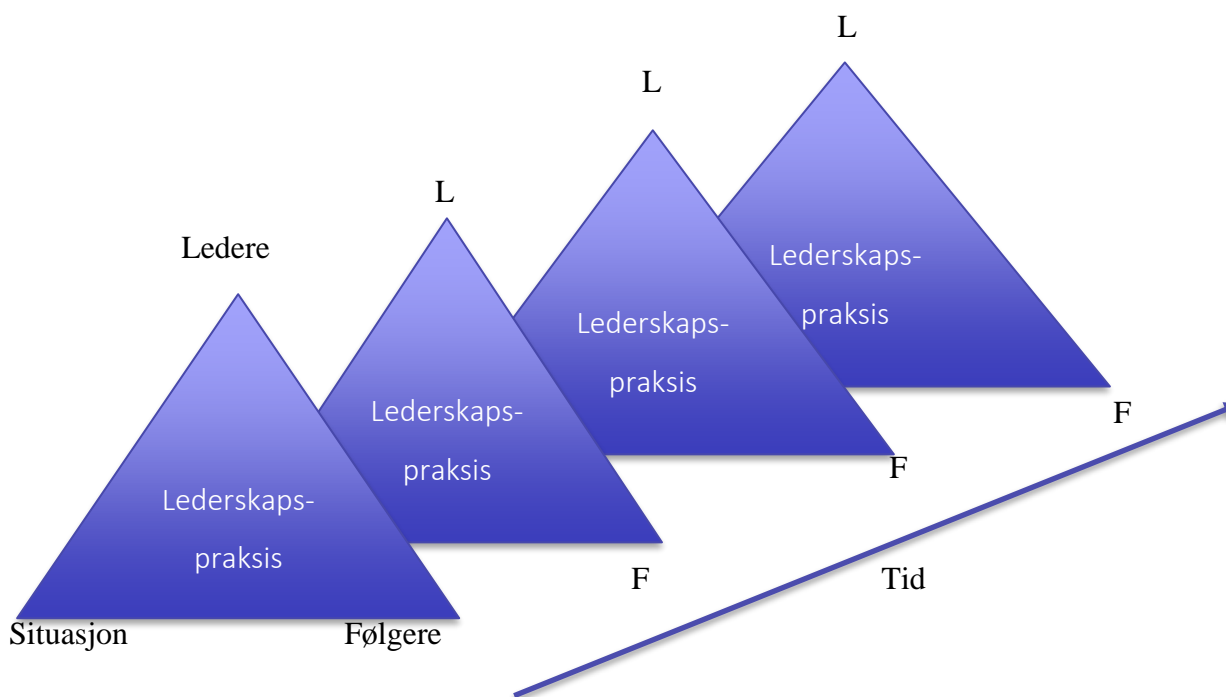 L
L
L
Ledere
Lederskaps-
praksis
Lederskaps-
praksis
Lederskaps-
praksis
Lederskaps-
praksis
F
F
F
Tid
Situasjon
Følgere